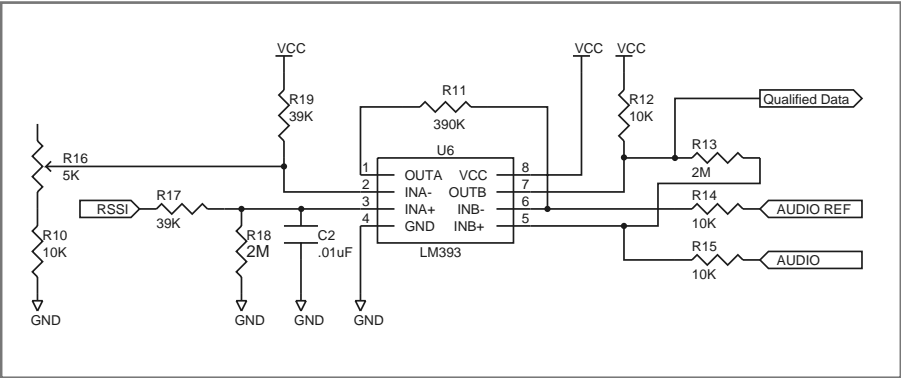 VCC
VCC
VCC
R19
39K
R11
390K
R12
10K
Qualified Data
R13
2M
U6
R16
5K
1
OUTA
VCC
8
2
INA-
OUTB
7
3
INA+
INB-
6
4
GND
INB+
5
LM393
RSSI
R17
39K
R14
10K
AUDIO REF
R10
10K
R18
2M
C2
.01uF
R15
10K
AUDIO
GND
GND
GND
GND